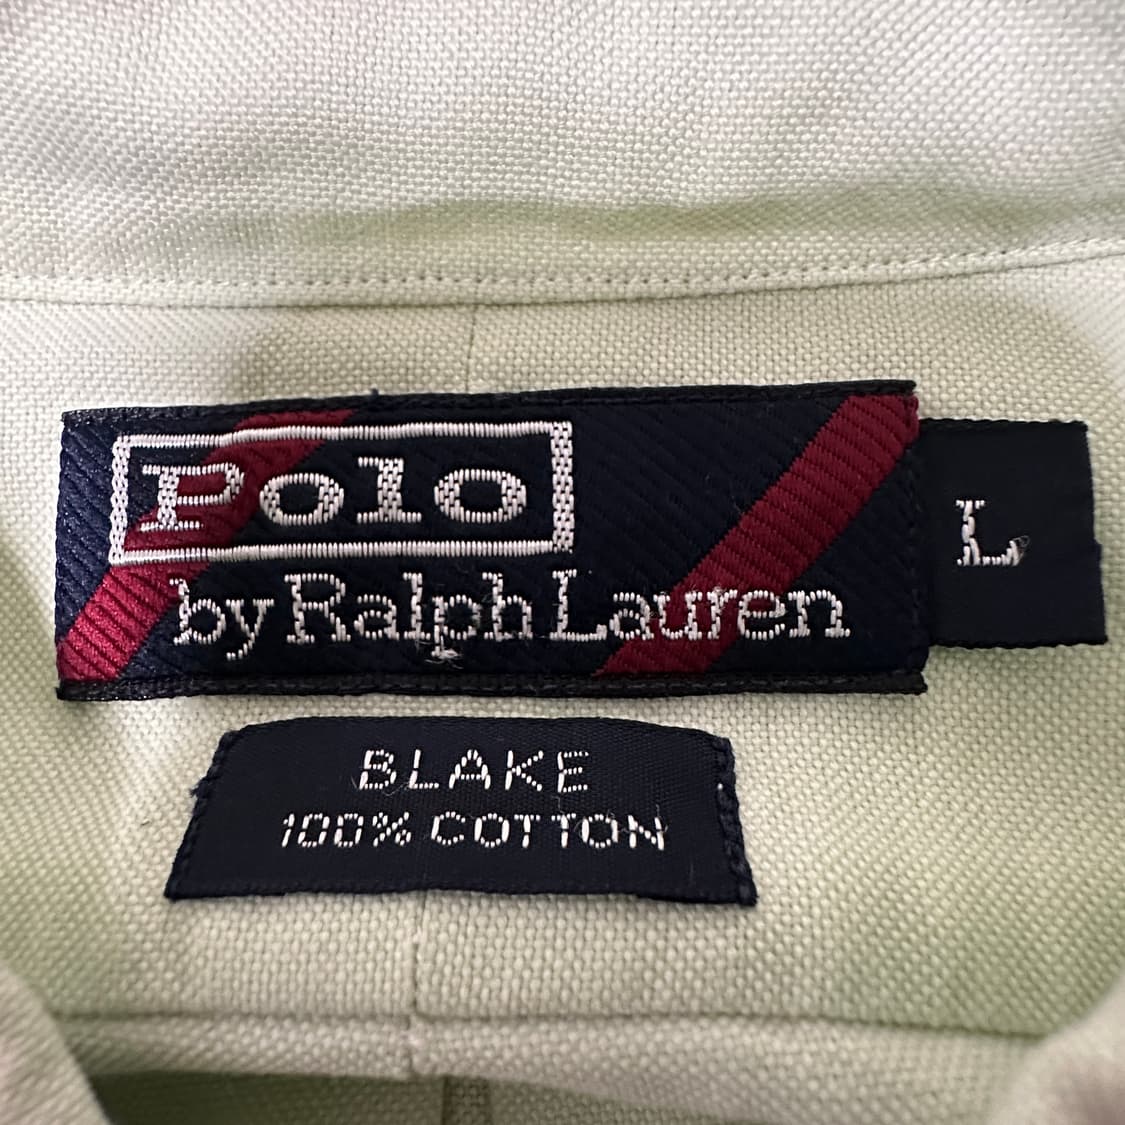 Polo
by Ralph Lauren
L
BLAKE
100% COTTON